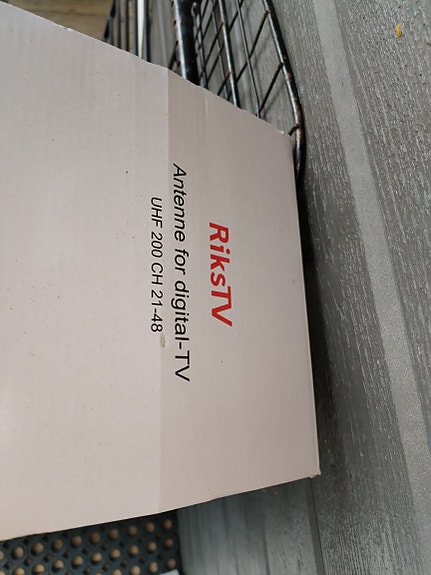 RiksTV
Antenne for digital-TV
UHF 200 CH 21-48